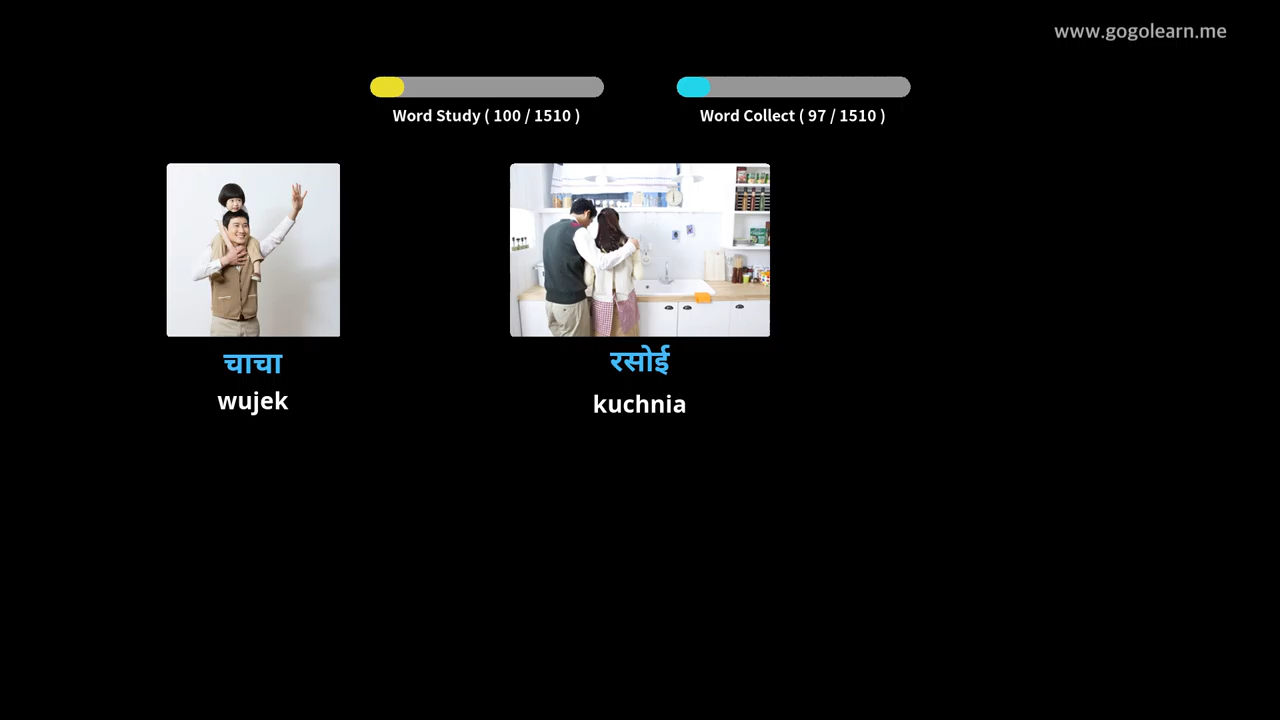 www.gogolearn.me
Word Study ( 100 / 1510 )
Word Collect ( 97 / 1510 )
चाचा
wujek
रसोई
kuchnia